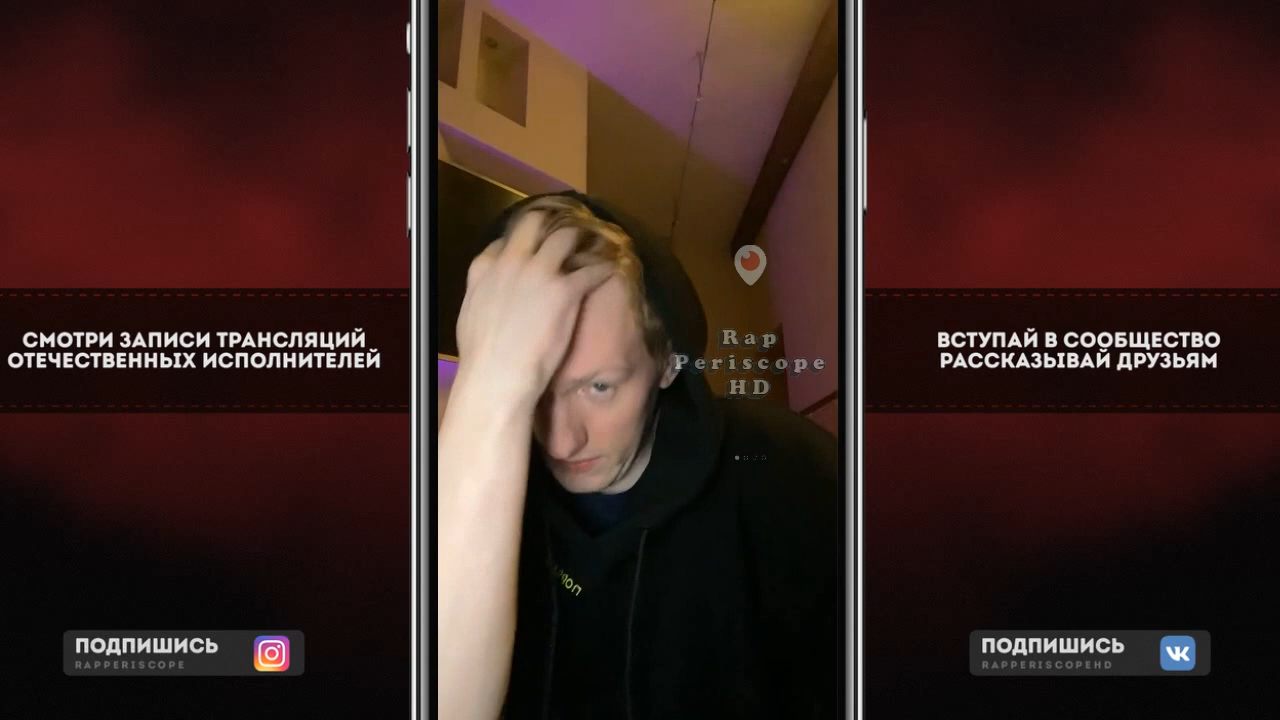 СМОТРИ ЗАПИСИ ТРАНСЛЯЦИЙ
ОТЕЧЕСТВЕННЫХ ИСПОЛНИТЕЛЕЙ
ПОДПИШИСЬ
RAPPERISCOPE
Rap
Periscope
HD
ВСТУПАЙ В СООБЩЕСТВО
РАССКАЗЫВАЙ ДРУЗЬЯМ
ПОДПИШИСЬ
RAPPERISCOPEHD